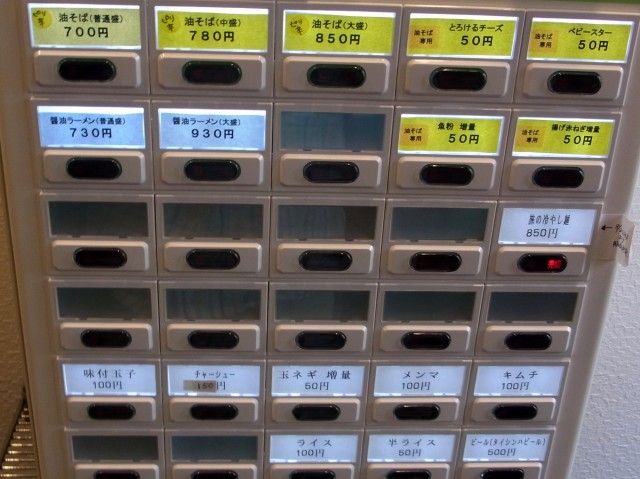 油そば(普通盛)
700円
油そば(中盛)
780円
油そば(大盛)
850円
油そば
専用
とろけるチーズ
50円
油そば
専用
ベビースター
50円
醤油ラーメン(普通盛)
730円
醤油ラーメン(大盛)
930円
油そば
専用
魚粉 増量
50円
油そば
専用
揚げ赤ねぎ増量
50円
の冷やし麺
850円
味付玉子
100円
チャーシュー
150円
玉ネギ 増量
50円
メンマ
100円
キムチ
100円
ライス
100円
半ライス
50円
ビール
500円